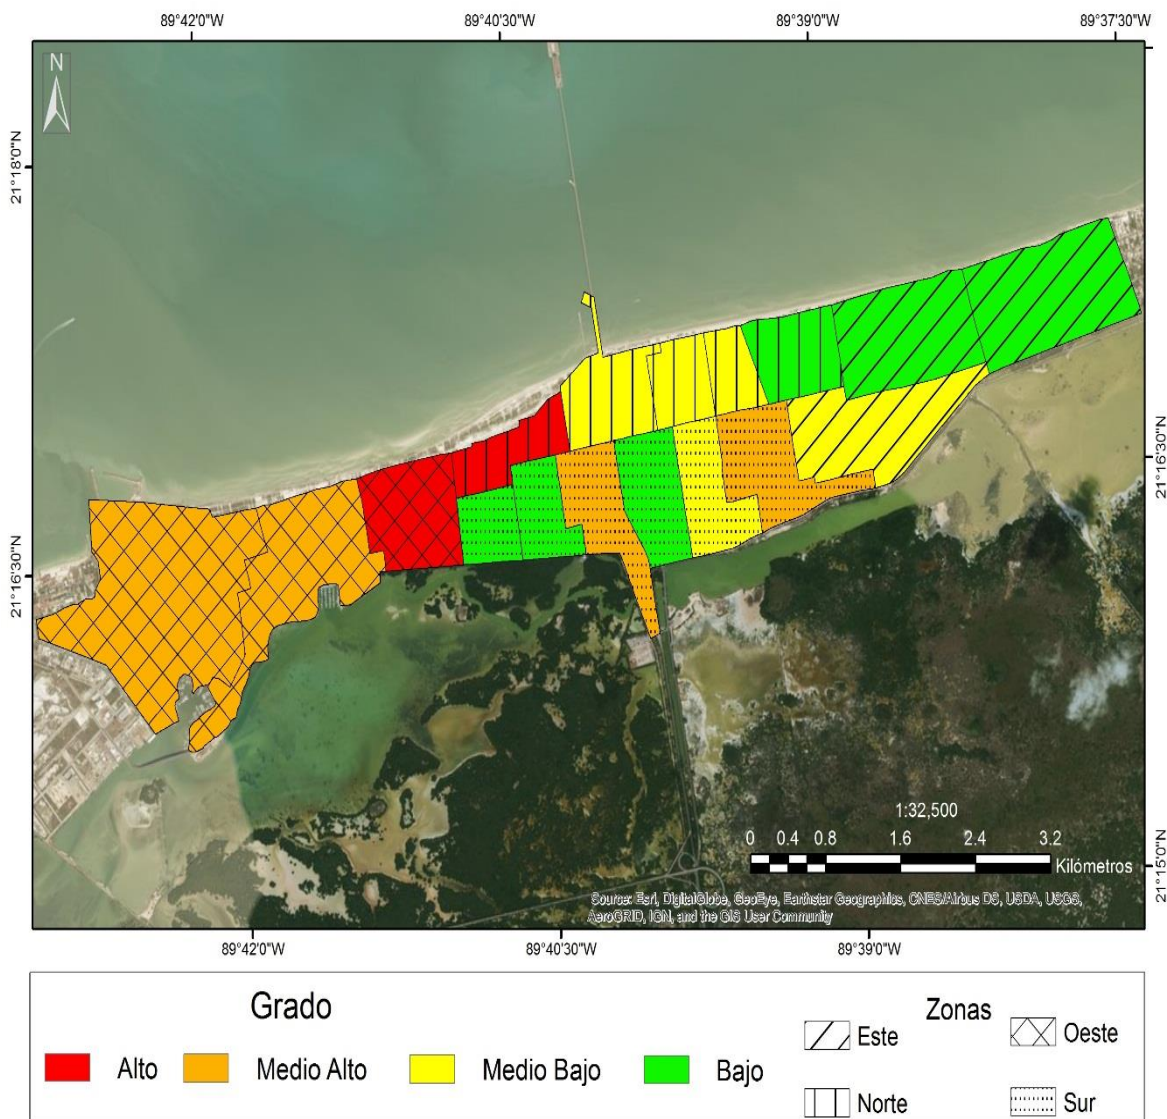 89°42'0"W 89°40'30"W 89°39'0"W 89°37'30"W
N
21°18'0"N
21°16'30"N
21°16'30"N
21°15'0"N
1:32,500
0 0.4 0.8 1.6 2.4 3.2
Kilómetros
Source: Esri, DigitalGlobe, GeoEye, Earthstar Geographics, CNES/Airbus DS, USDA, USGS,
AeroGRID, IGN, and the GIS User Community
89°42'0"W 89°40'30"W 89°39'0"W
Grado
Alto Medio Alto Medio Bajo Bajo
Zonas
Este Oeste
Norte Sur